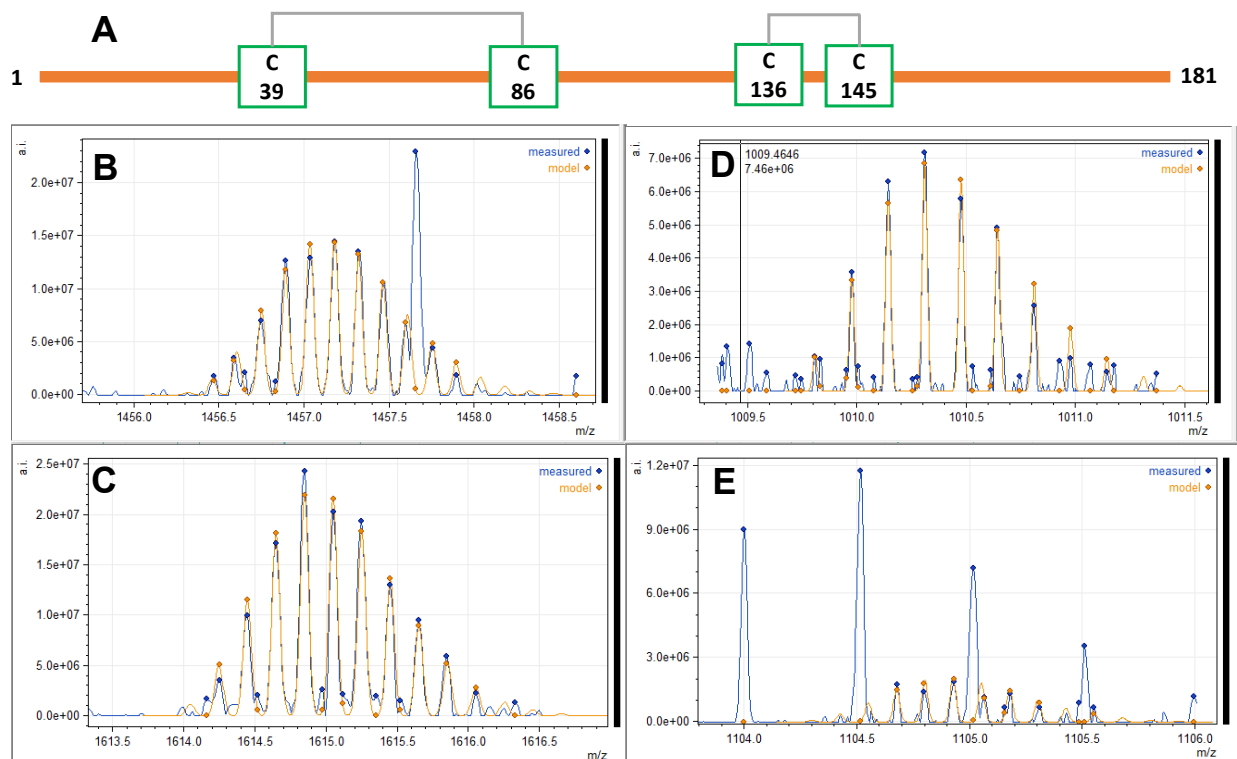 A
1
C
39
C
86
C
136
C
145
181
B
a.i.
measured
model
2.0e+07
1.5e+07
1.0e+07
5.0e+06
0.0e+00
1456.0
1456.5
1457.0
1457.5
1458.0
1458.5
m/z
D
a.i.
1009.4646
7.46e+06
measured
model
7.0e+06
6.0e+06
5.0e+06
4.0e+06
3.0e+06
2.0e+06
1.0e+06
0.0e+00
1009.5
1010.0
1010.5
1011.0
1011.5
m/z
C
a.i.
measured
model
2.5e+07
2.0e+07
1.5e+07
1.0e+07
5.0e+06
0.0e+00
1613.5
1614.0
1614.5
1615.0
1615.5
1616.0
1616.5
m/z
E
a.i.
measured
model
1.2e+07
9.0e+06
6.0e+06
3.0e+06
0.0e+00
1104.0
1104.5
1105.0
1105.5
1106.0
m/z